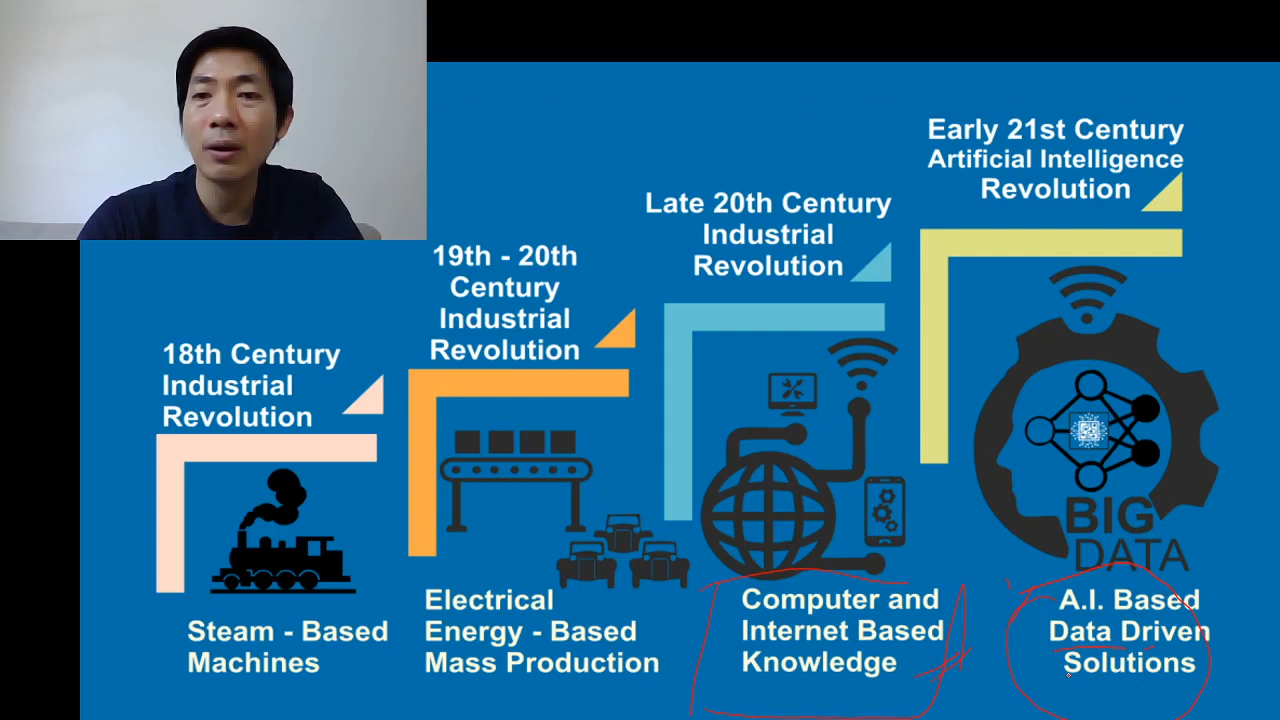 18th Century
Industrial
Revolution
Steam - Based
Machines
19th - 20th
Century
Industrial
Revolution
Electrical
Energy - Based
Mass Production
Late 20th Century
Industrial
Revolution
Computer and
Internet Based
Knowledge
Early 21st Century
Artificial Intelligence
Revolution
BIG
DATA
A.I. Based
Data Driven
Solutions